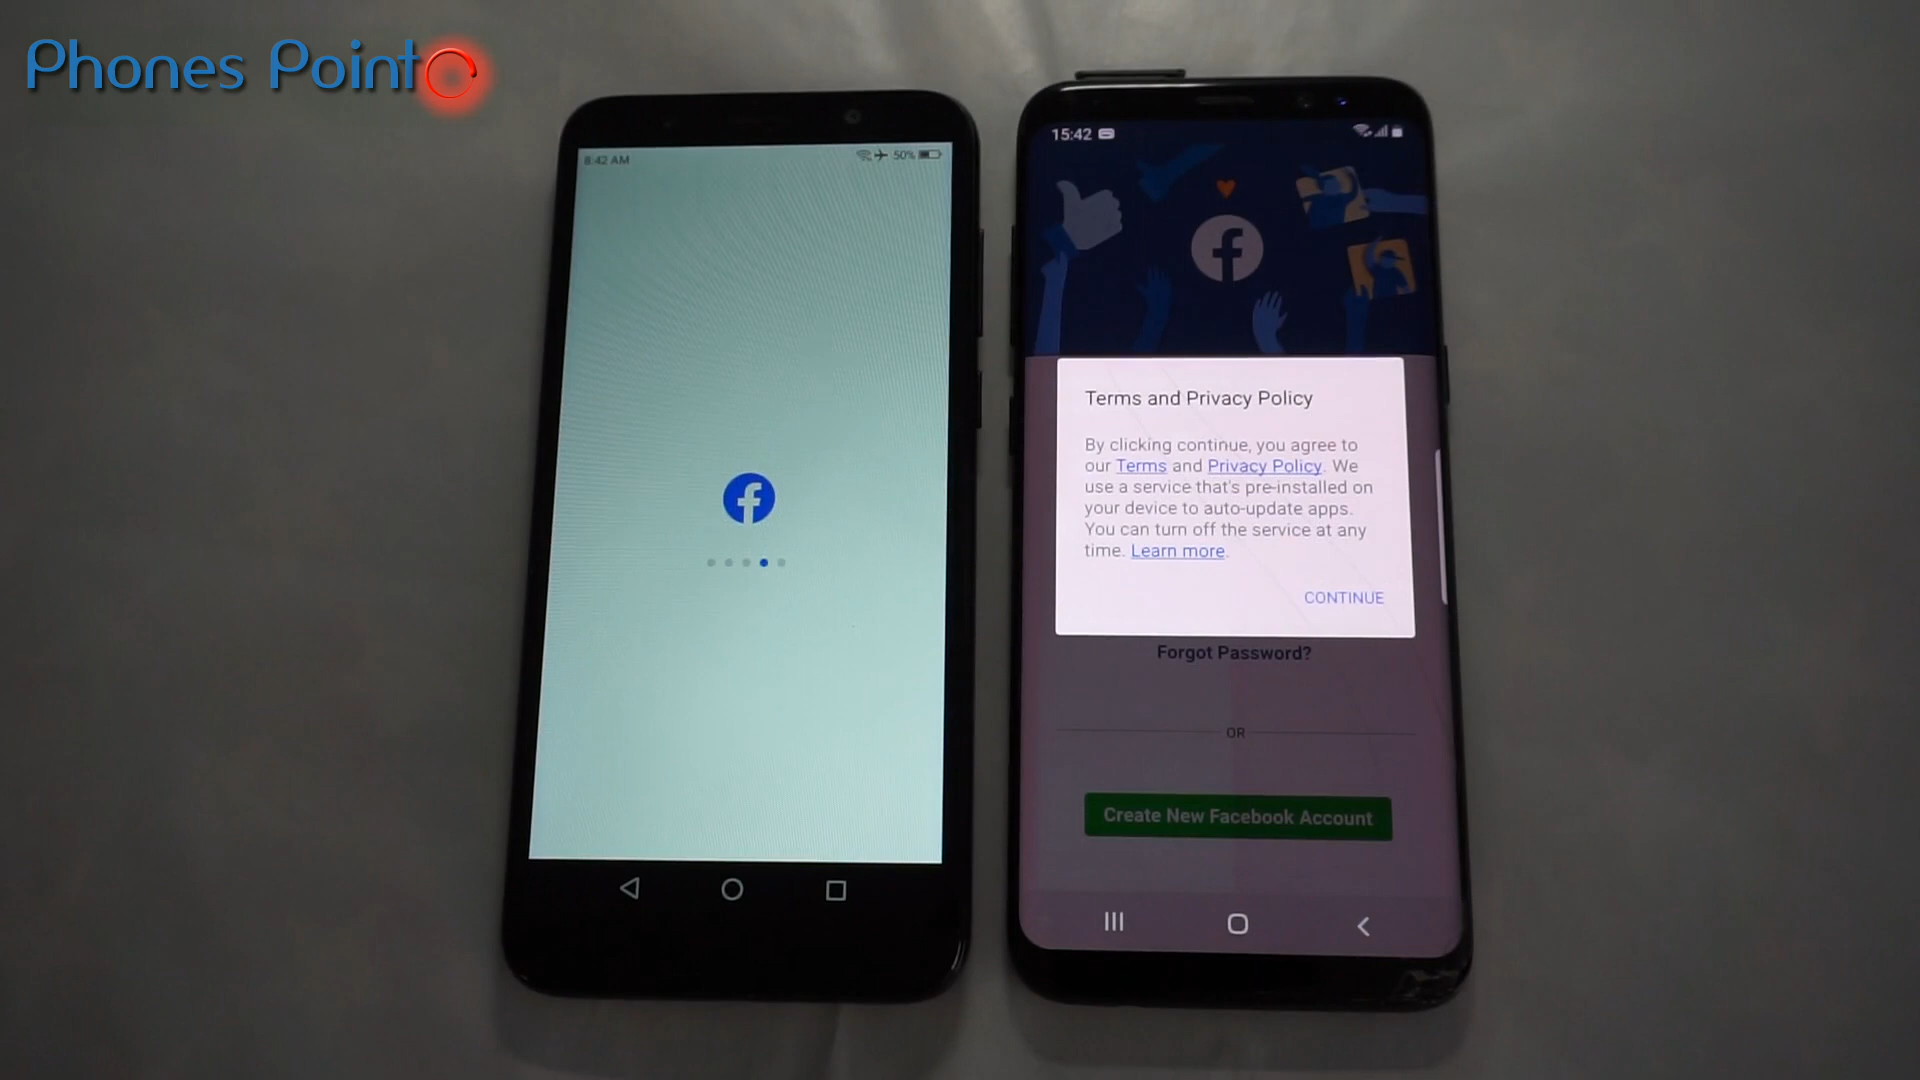 Phones Point
8:42 AM
50%
15:42
Terms and Privacy Policy
By clicking continue, you agree to
our Terms and Privacy Policy. We
use a service that's pre-installed on
your device to auto-update apps.
You can turn off the service at any
time. Learn more.
CONTINUE
Forgot Password?
OR
Create New Facebook Account